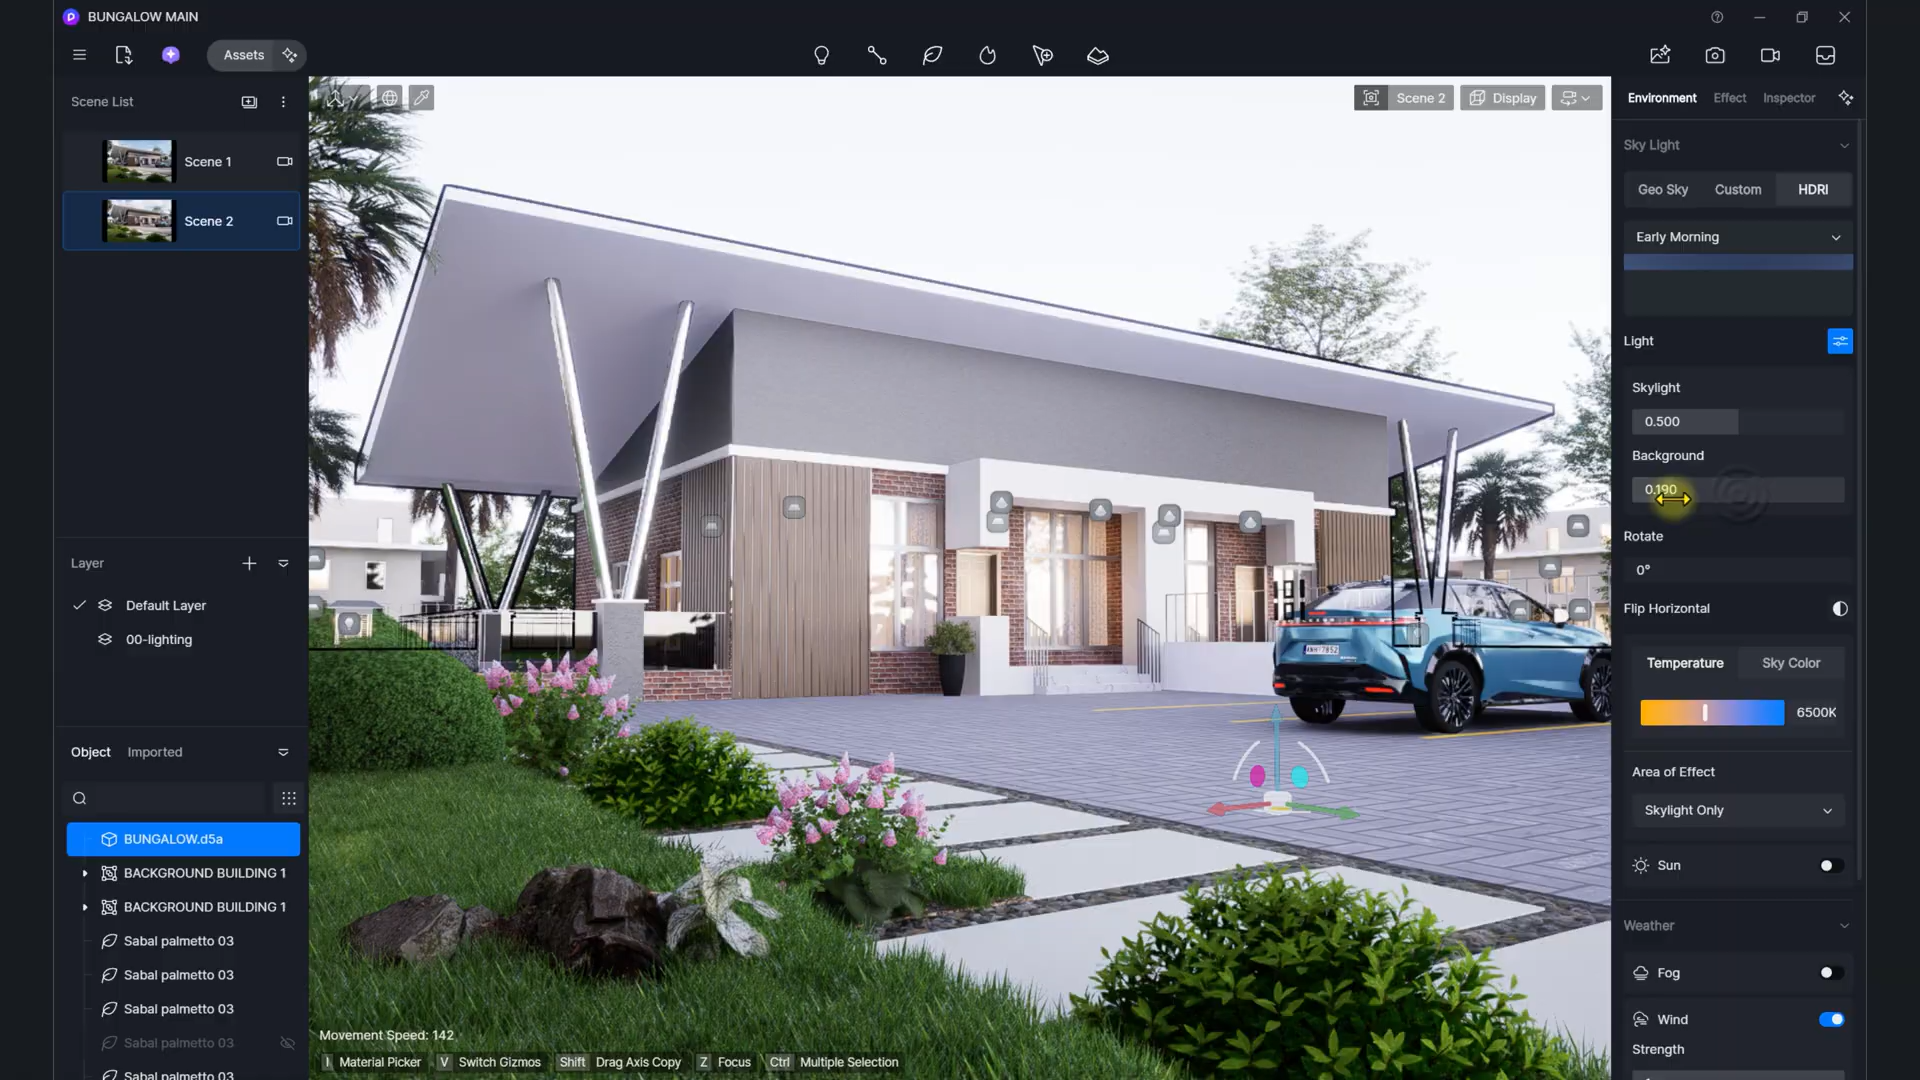 BUNGALOW MAIN
Assets
Scene List
Scene 1
Scene 2
Layer
Default Layer
00-lighting
Object
Imported
BUNGALOW.d5a
BACKGROUND BUILDING 1
BACKGROUND BUILDING 1
Sabal palmetto 03
Sabal palmetto 03
Sabal palmetto 03
Sabal palmetto 03
Sabal palmetto 03
Scene 2
Display
Movement Speed: 142
I Material Picker V Switch Gizmos Shift Drag Axis Copy Z Focus Ctrl Multiple Selection
Environment Effect Inspector
Sky Light
Geo Sky Custom HDRI
Early Morning
Light
Skylight
0.500
Background
0.190
Rotate
0°
Flip Horizontal
Temperature Sky Color
6500K
Area of Effect
Skylight Only
Sun
Weather
Fog
Wind
Strength